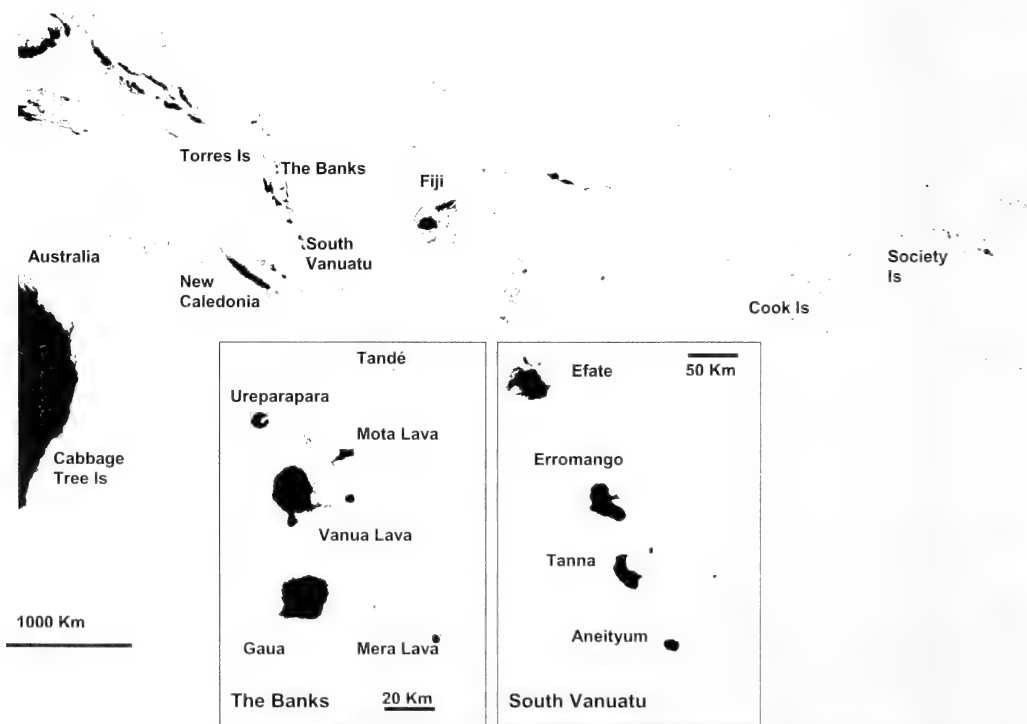 Torres Is
The Banks
Fiji
Australia
South
Vanuatu
New
Caledonia
Society
Is
Cook Is
Tandé
Ureparapara
Mota Lava
Vanua Lava
Gaua
Mera Lava
The Banks
20 Km
Efate
50 Km
Erromango
Tanna
Aneityum
South Vanuatu
Cabbage
Tree Is
1000 Km